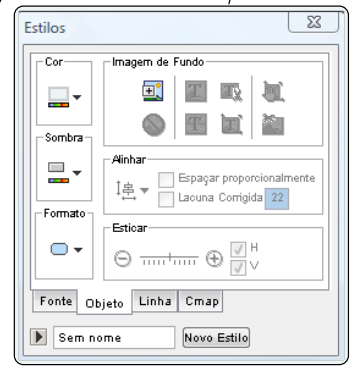 Estilos
Cor
Imagem de Fundo
Sombra
Alinhar
Espaçar proporcionalmente
Lacuna Corrigida 22
Formato
Esticar
H
V
Fonte Objeto Linha Cmap
Sem nome Novo Estilo